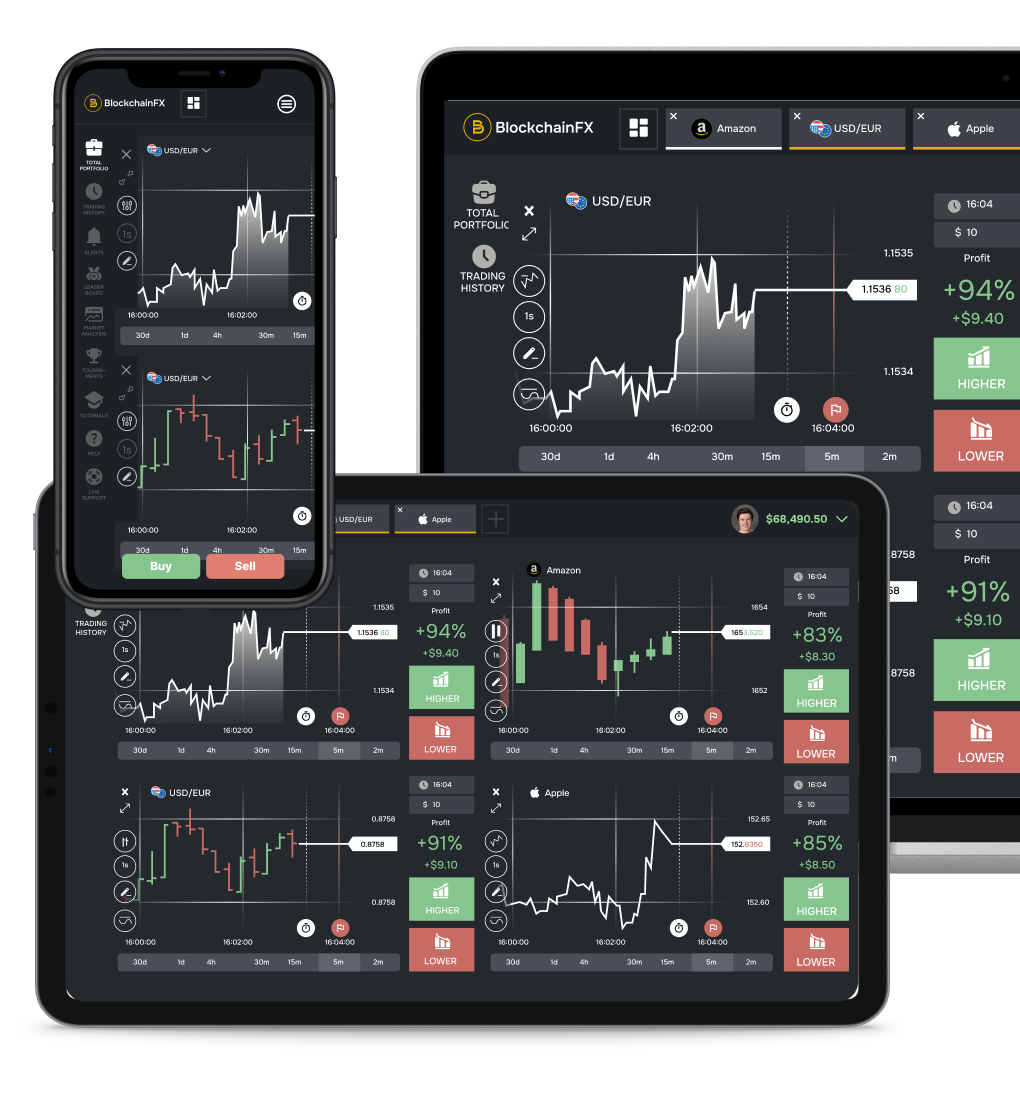 BlockchainFX
TOTAL
PORTFOLIO
TRADING
HISTORY
ALERTS
LEADER
BOARD
MARKET
ANALYSIS
TOURNA-
MENTS
TUTORIALS
HELP
LIVE
SUPPORT
USD/EUR
1s
16:00:00 16:02:00
30d 1d 4h 30m 15m
USD/EUR
1s
16:00:00 16:02:00
30d 1d 4h 30m 15m
Buy Sell
BlockchainFX
Amazon USD/EUR Apple
TOTAL
PORTFOLIO
TRADING
HISTORY
USD/EUR
1s
1.1535
1.1536 80
1.1534
16:00:00 16:02:00 16:04:00
30d 1d 4h 30m 15m 5m 2m
16:04
$ 10
Profit
+94%
+$9.40
HIGHER
LOWER
16:04
$ 10
Profit
+91%
+$9.10
HIGHER
LOWER
8758
58
.8758
m
USD/EUR Apple
$68,490.50
TRADING
HISTORY
1s
1.1535
1.1536 80
1.1534
16:00:00 16:02:00 16:04:00
30d 1d 4h 30m 15m 5m 2m
16:04
$ 10
Profit
+94%
+$9.40
HIGHER
LOWER
Amazon
1s
1654
1653.520
1652
16:00:00 16:02:00 16:04:00
30d 1d 4h 30m 15m 5m 2m
16:04
$ 10
Profit
+83%
+$8.30
HIGHER
LOWER
USD/EUR
1s
0.8758
0.8758
0.8758
16:00:00 16:02:00 16:04:00
30d 1d 4h 30m 15m 5m 2m
16:04
$ 10
Profit
+91%
+$9.10
HIGHER
LOWER
Apple
1s
152.65
152.6350
152.60
16:00:00 16:02:00 16:04:00
30d 1d 4h 30m 15m 5m 2m
16:04
$ 10
Profit
+85%
+$8.50
HIGHER
LOWER